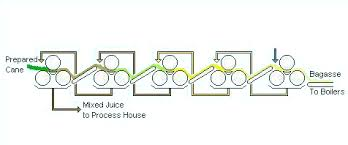 Prepared
Cane
Bagasse
To Boilers
Mixed Juice
to Process House